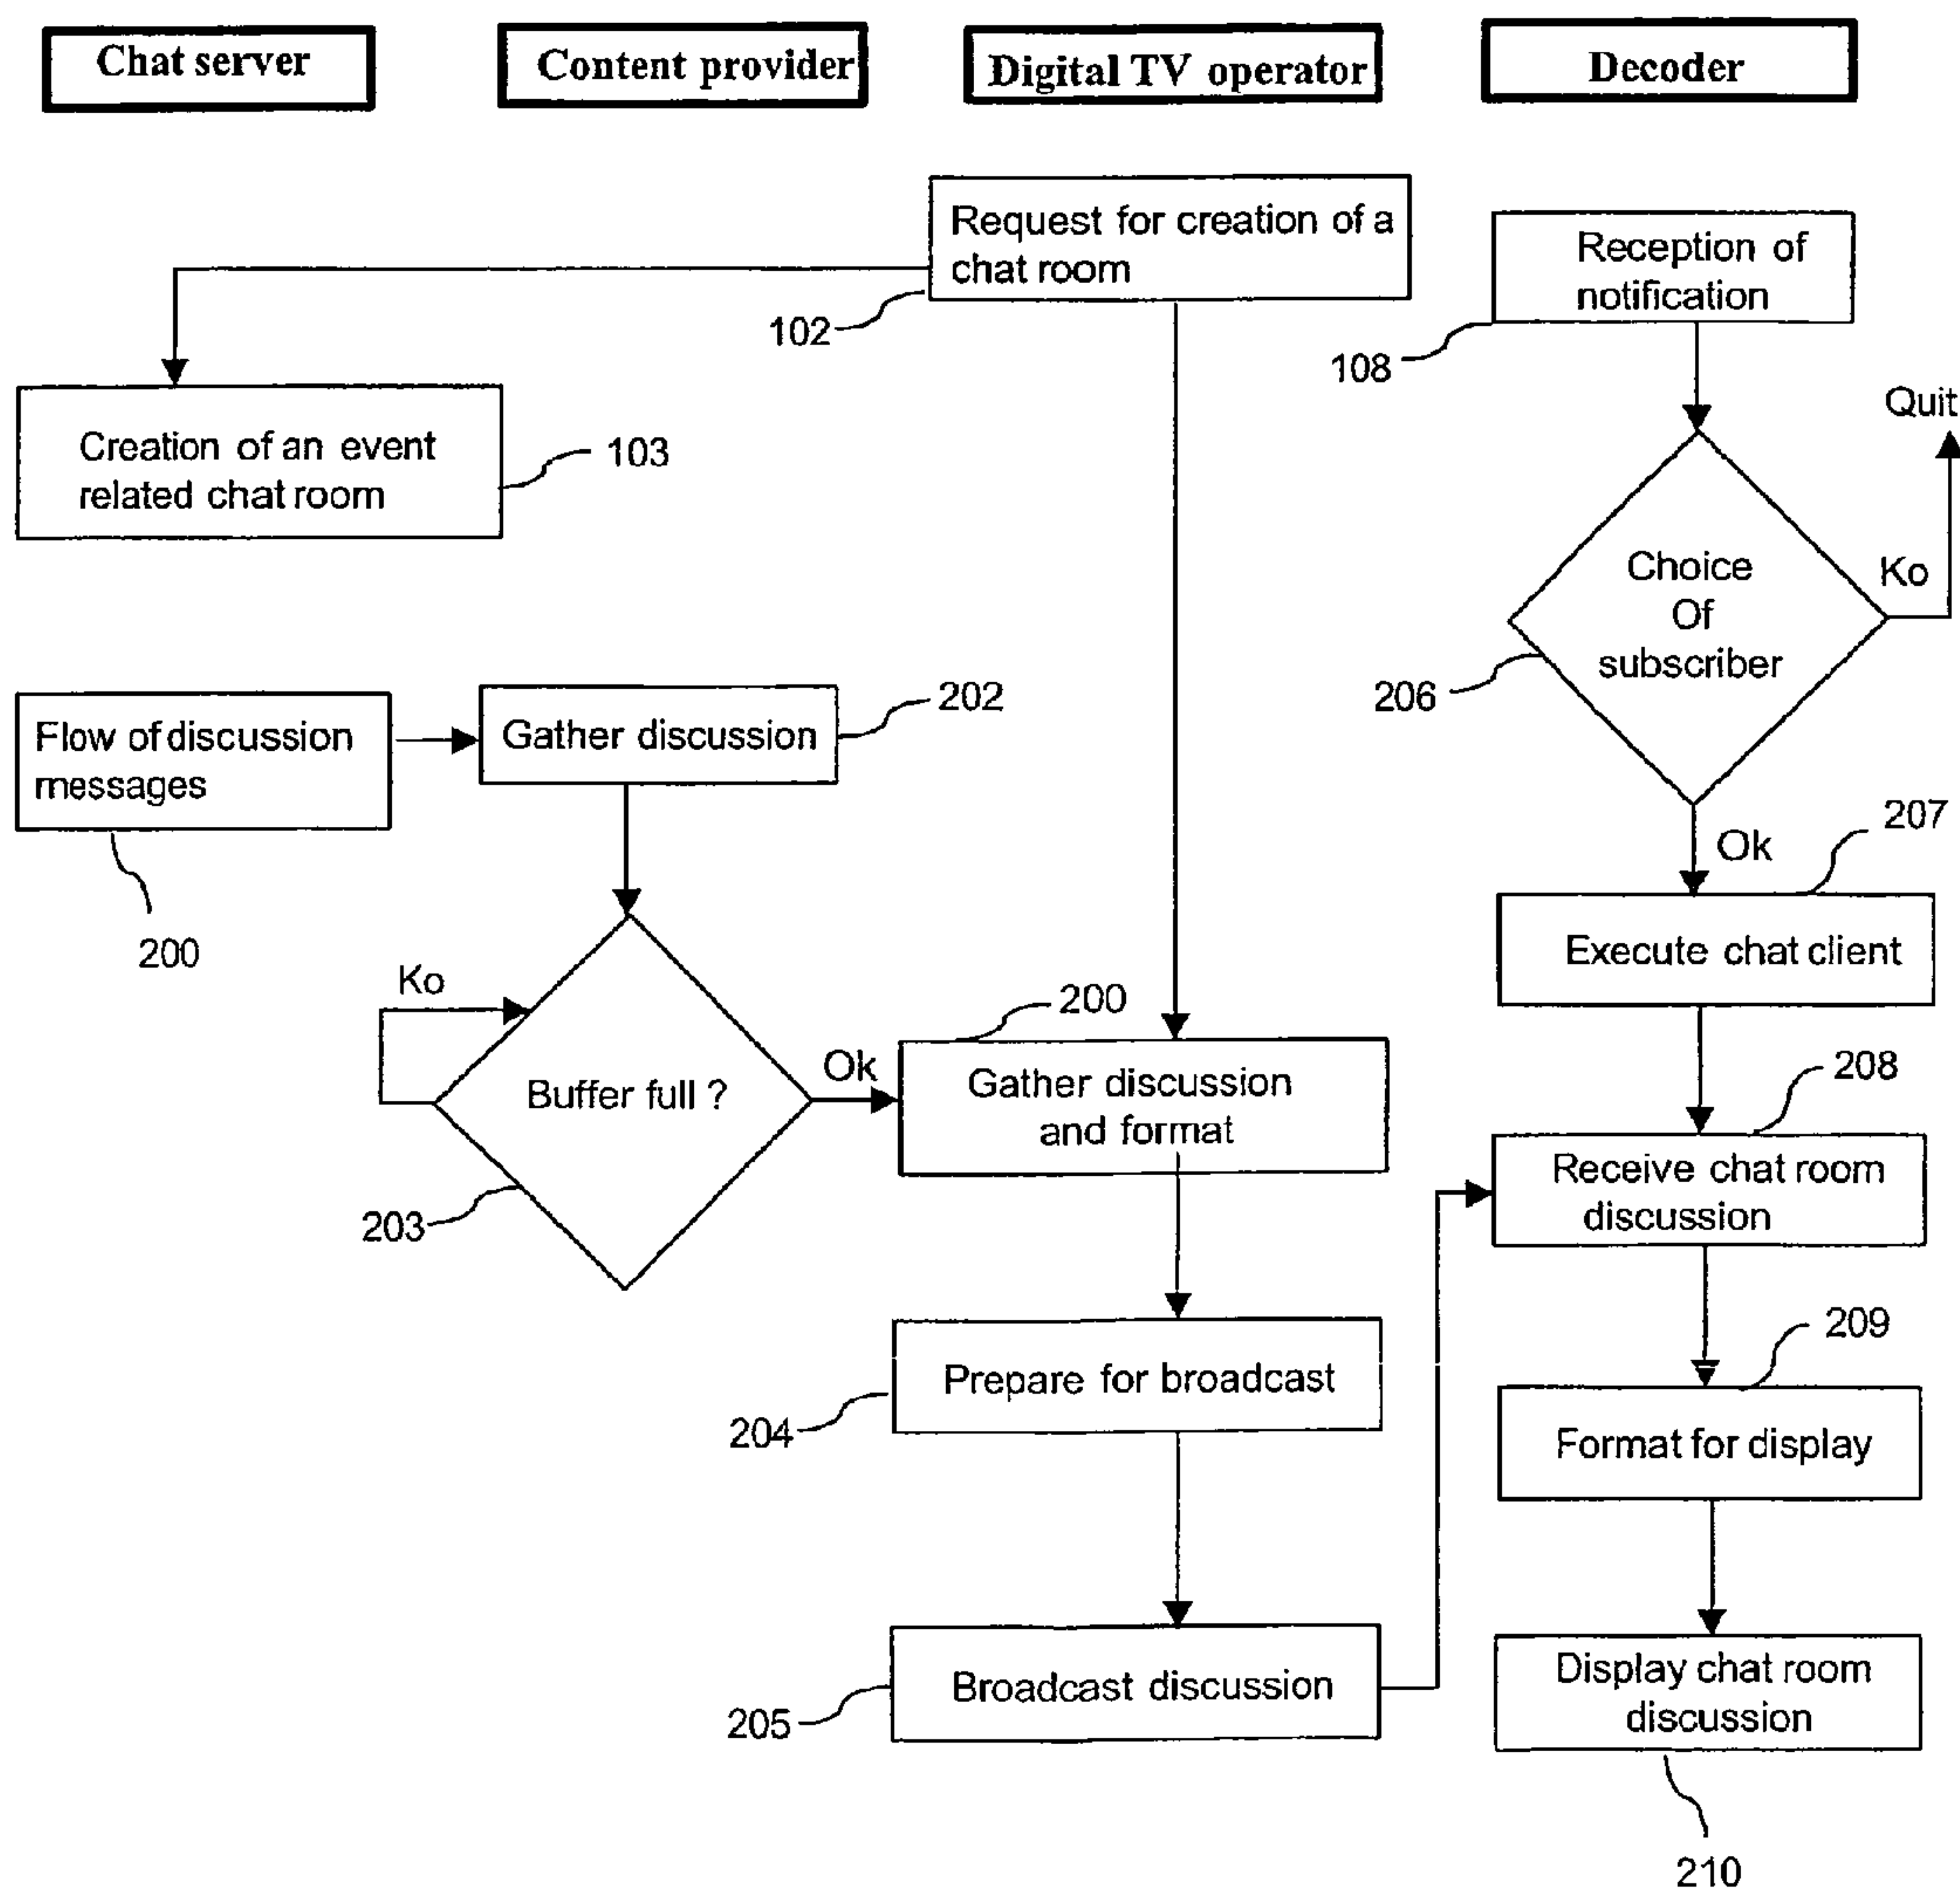 Chat server
Content provider
Digital TV operator
Decoder
Request for creation of a
chat room
102
Reception of
notification
108
Quit
Creation of an event
related chat room
103
Choice
Of
subscriber
Ko
206
Flow of discussion
messages
200
Gather discussion
202
Ok
207
Execute chat client
Ko
Buffer full ?
203
Ok
200
Gather discussion
and format
208
Receive chat room
discussion
Prepare for broadcast
204
209
Format for display
Broadcast discussion
205
Display chat room
discussion
210